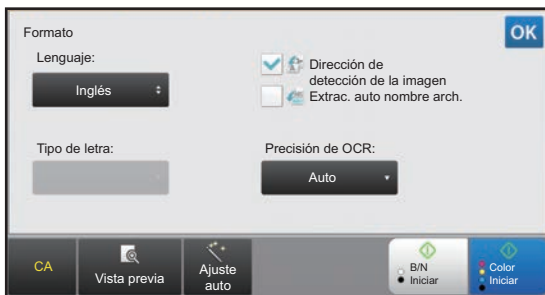 Formato
OK
Lenguaje:
Inglés
Dirección de
detección de la imagen
Extrac. auto nombre arch.
Tipo de letra:
Precisión de OCR:
Auto
CA
Vista previa
Ajuste
auto
B/N
Iniciar
Color
Iniciar